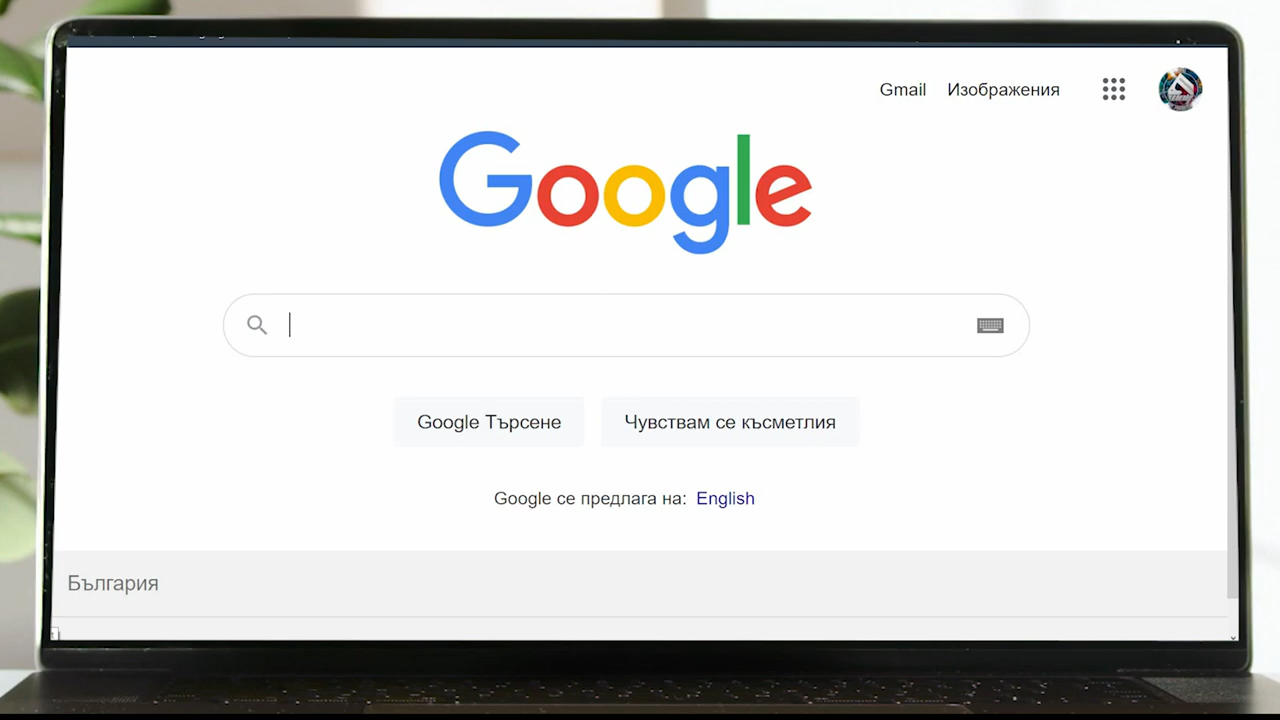 Gmail Изображения
Google
Google Търсене Чувствам се късметлия
Google се предлага на: English
България